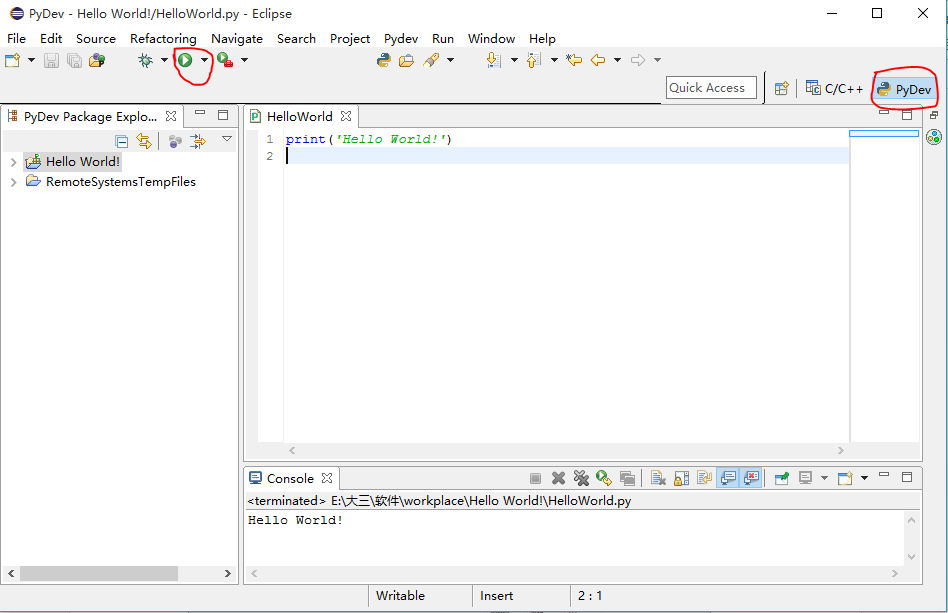 PyDev - Hello World!/HelloWorld.py - Eclipse
File Edit Source Refactoring Navigate Search Project Pydev Run Window Help
Quick Access
C/C++
PyDev
PyDev Package Explo...
HelloWorld
Hello World!
RemoteSystemsTempFiles
1 print('Hello World!')
2
Console
<terminated> E:\大三\软件\workplace\Hello World!\HelloWorld.py
Hello World!
Writable Insert 2 : 1